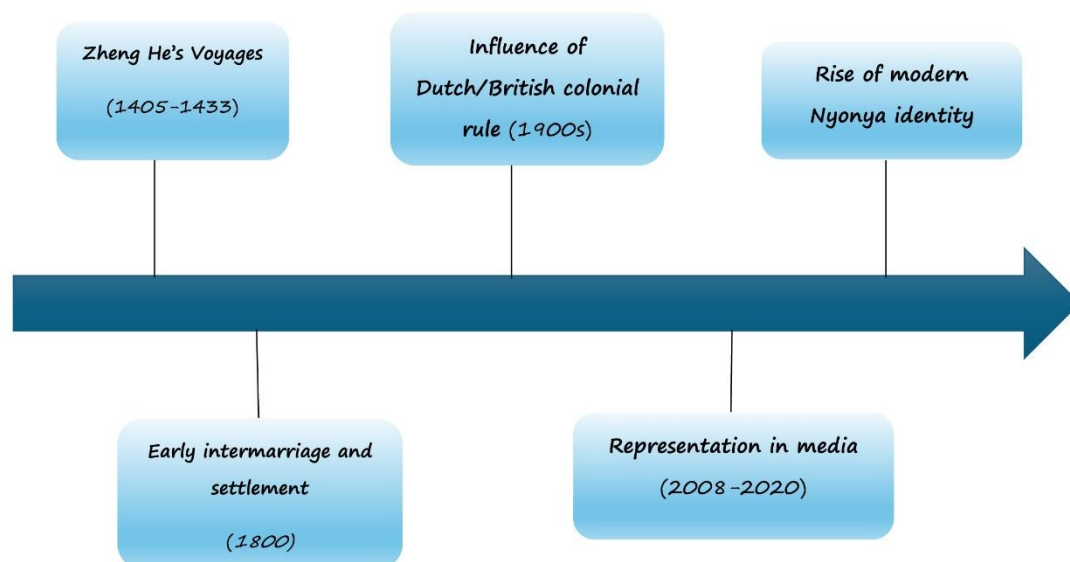 Zheng He's Voyages
(1405-1433)
Early intermarriage and
settlement
(1800)
Influence of
Dutch/British colonial
rule (1900s)
Representation in media
(2008-2020)
Rise of modern
Nyonya identity